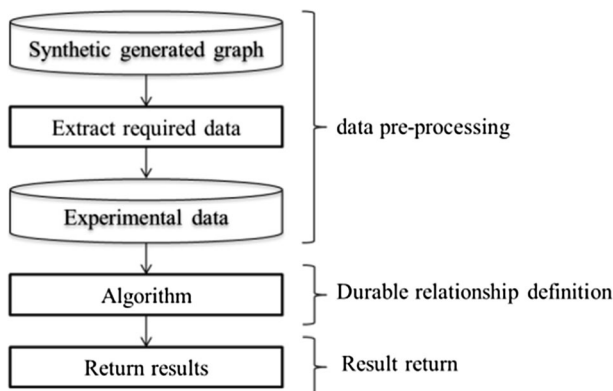 Synthetic generated graph
Extract required data
data pre-processing
Experimental data
Algorithm
Durable relationship definition
Return results
Result return